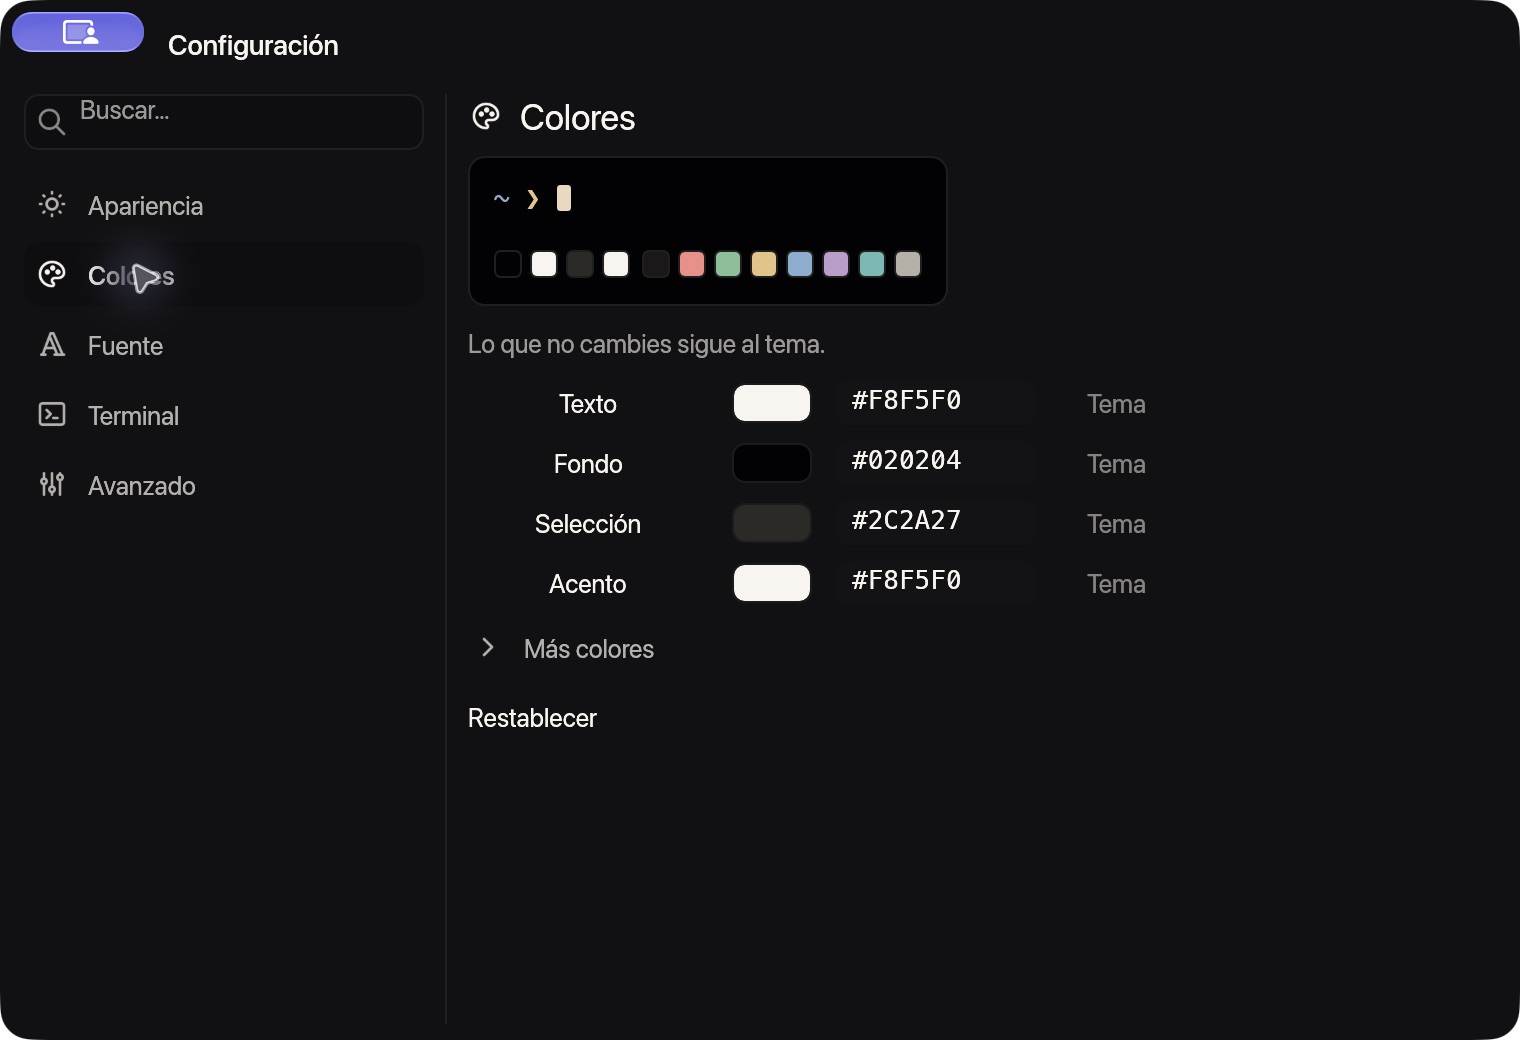 Configuración
Buscar...
Apariencia
Colores
Fuente
Terminal
Avanzado
Colores
~ ❯
Lo que no cambies sigue al tema.
Texto #F8F5F0 Tema
Fondo #020204 Tema
Selección #2C2A27 Tema
Acento #F8F5F0 Tema
Más colores
Restablecer